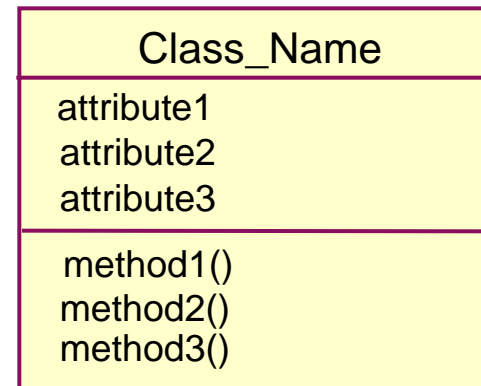 Class_Name
attribute1
attribute2
attribute3
method1()
method2()
method3()